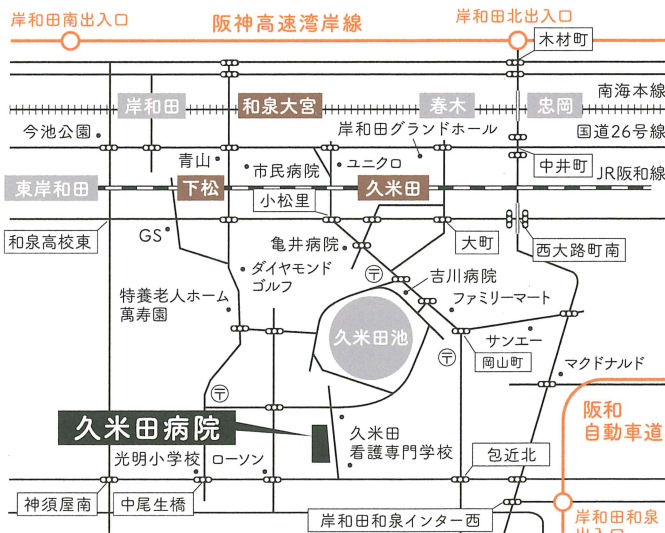 岸和田南出入口
阪神高速湾岸線
岸和田北出入口
木材町
南海本線
岸和田
和泉大宮
春木
忠岡
今池公園
岸和田グランドホール
国道26号線
青山
市民病院
ユニクロ
中井町
JR阪和線
東岸和田
下松
久米田
小松里
和泉高校東
GS
亀井病院
大町
西大路町南
ダイヤモンド
ゴルフ
〒
吉川病院
特養老人ホーム
萬寿園
ファミリーマート
久米田池
サンエー
〒
岡山町
マクドナルド
〒
久米田病院
久米田
看護専門学校
阪和
自動車道
光明小学校
ローソン
包近北
神須屋南
中尾生橋
岸和田和泉インター西
岸和田和泉
出入口